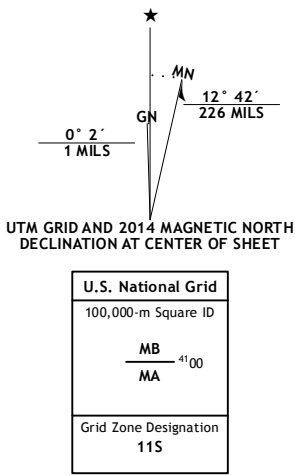 ★
MN
GN
12° 42´
226 MILS
0° 2´
1 MILS
UTM GRID AND 2014 MAGNETIC NORTH
DECLINATION AT CENTER OF SHEET
U.S. National Grid
100,000-m Square ID
MB
4100
MA
Grid Zone Designation
11S